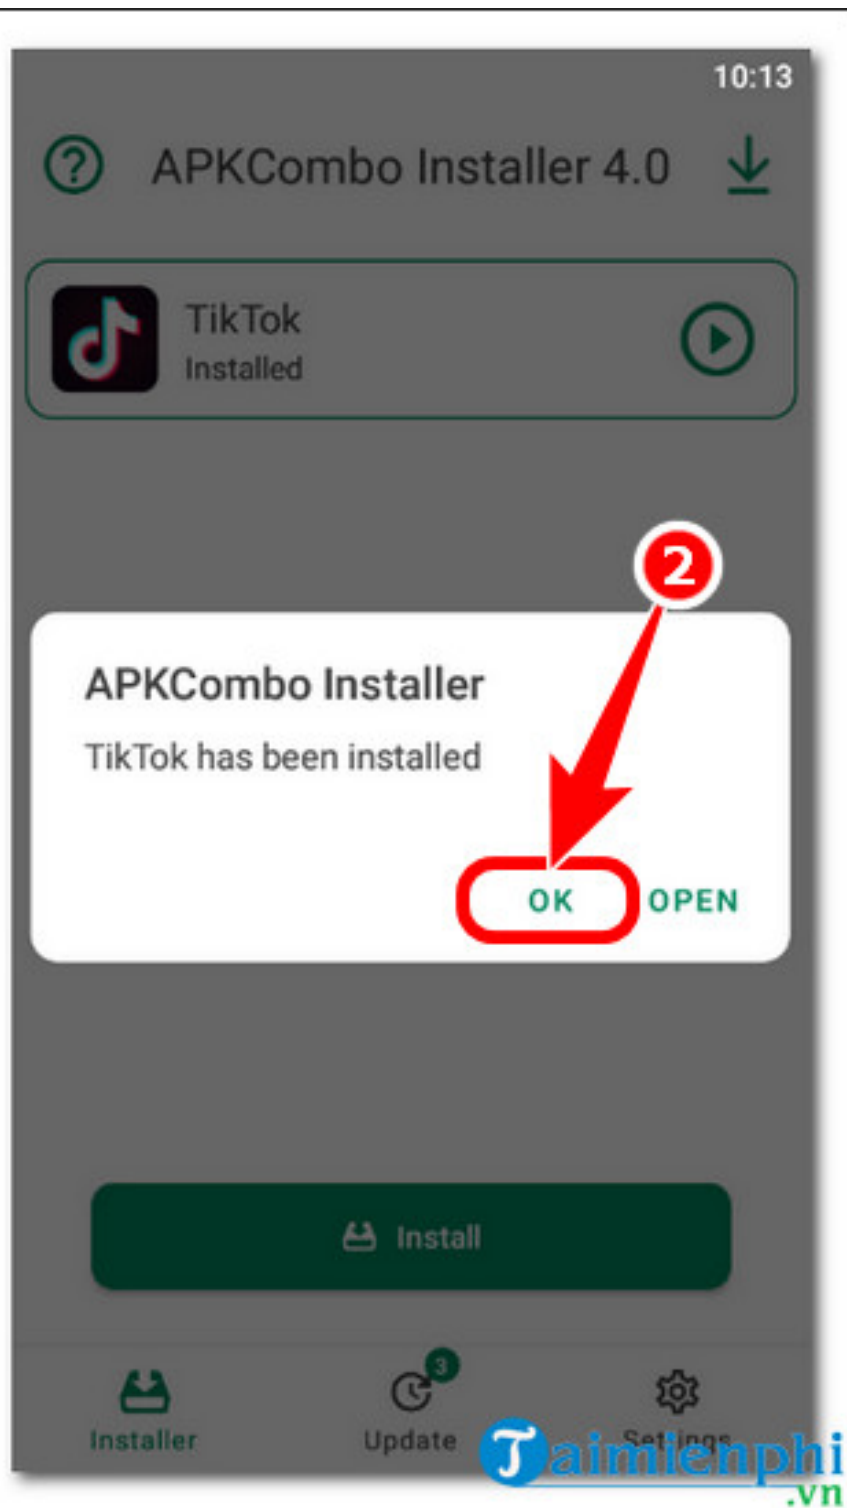 10:13
APKCombo Installer 4.0
TikTok
Installed
2
APKCombo Installer
TikTok has been installed
OK OPEN
Install
3
Installer Update Settings
Taimienphi
.vn